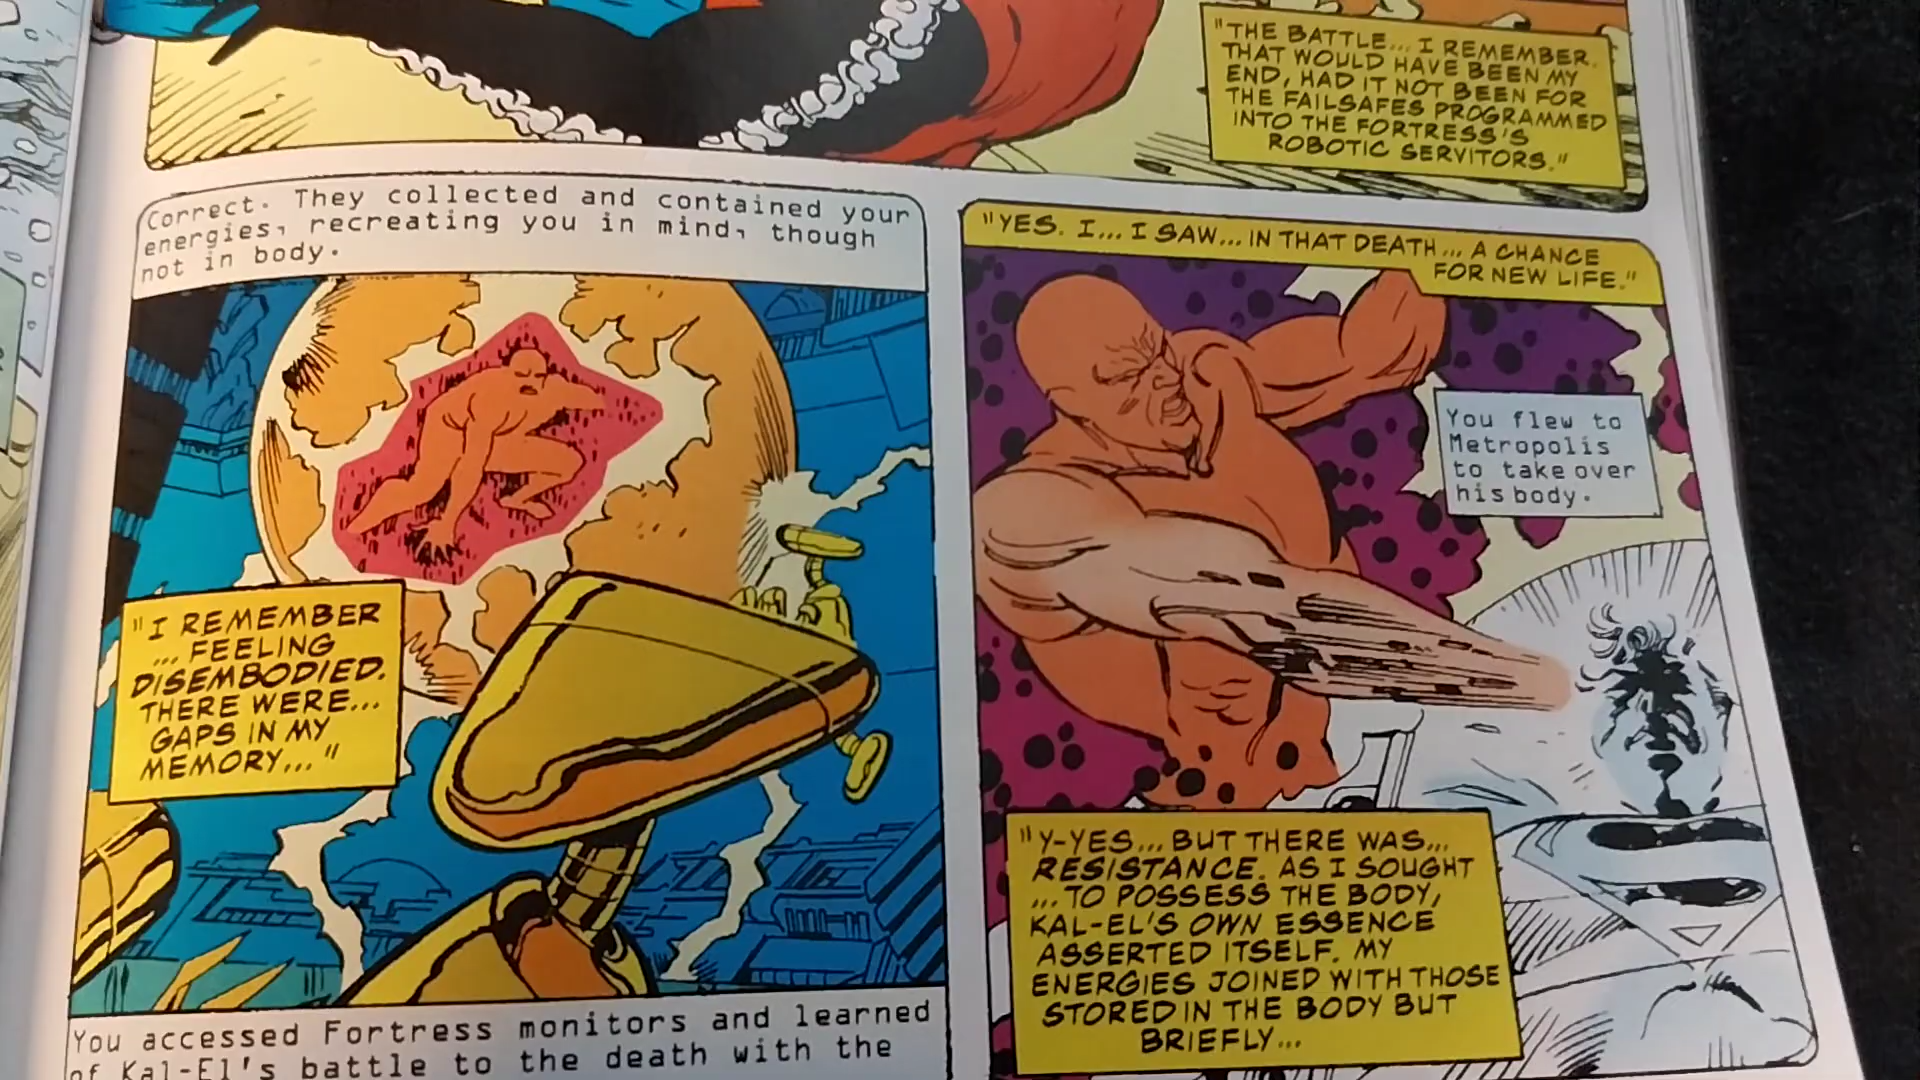 "THE BATTLE... I REMEMBER.
THAT WOULD HAVE BEEN MY
END, HAD IT NOT BEEN FOR
THE FAILSAFES PROGRAMMED
INTO THE FORTRESS'S
ROBOTIC SERVITORS."
Correct. They collected and contained your
energies, recreating you in mind, though
not in body.
"I REMEMBER
... FEELING
DISEMBODIED.
THERE WERE...
GAPS IN MY
MEMORY..."
You accessed Fortress monitors and learned
of Kal-El's battle to the death with the
"YES. I... I SAW... IN THAT DEATH... A CHANCE
FOR NEW LIFE."
You flew to
Metropolis
to take over
his body.
"Y-YES... BUT THERE WAS...
RESISTANCE. AS I SOUGHT
... TO POSSESS THE BODY,
KAL-EL'S OWN ESSENCE
ASSERTED ITSELF. MY
ENERGIES JOINED WITH THOSE
STORED IN THE BODY BUT
BRIEFLY...